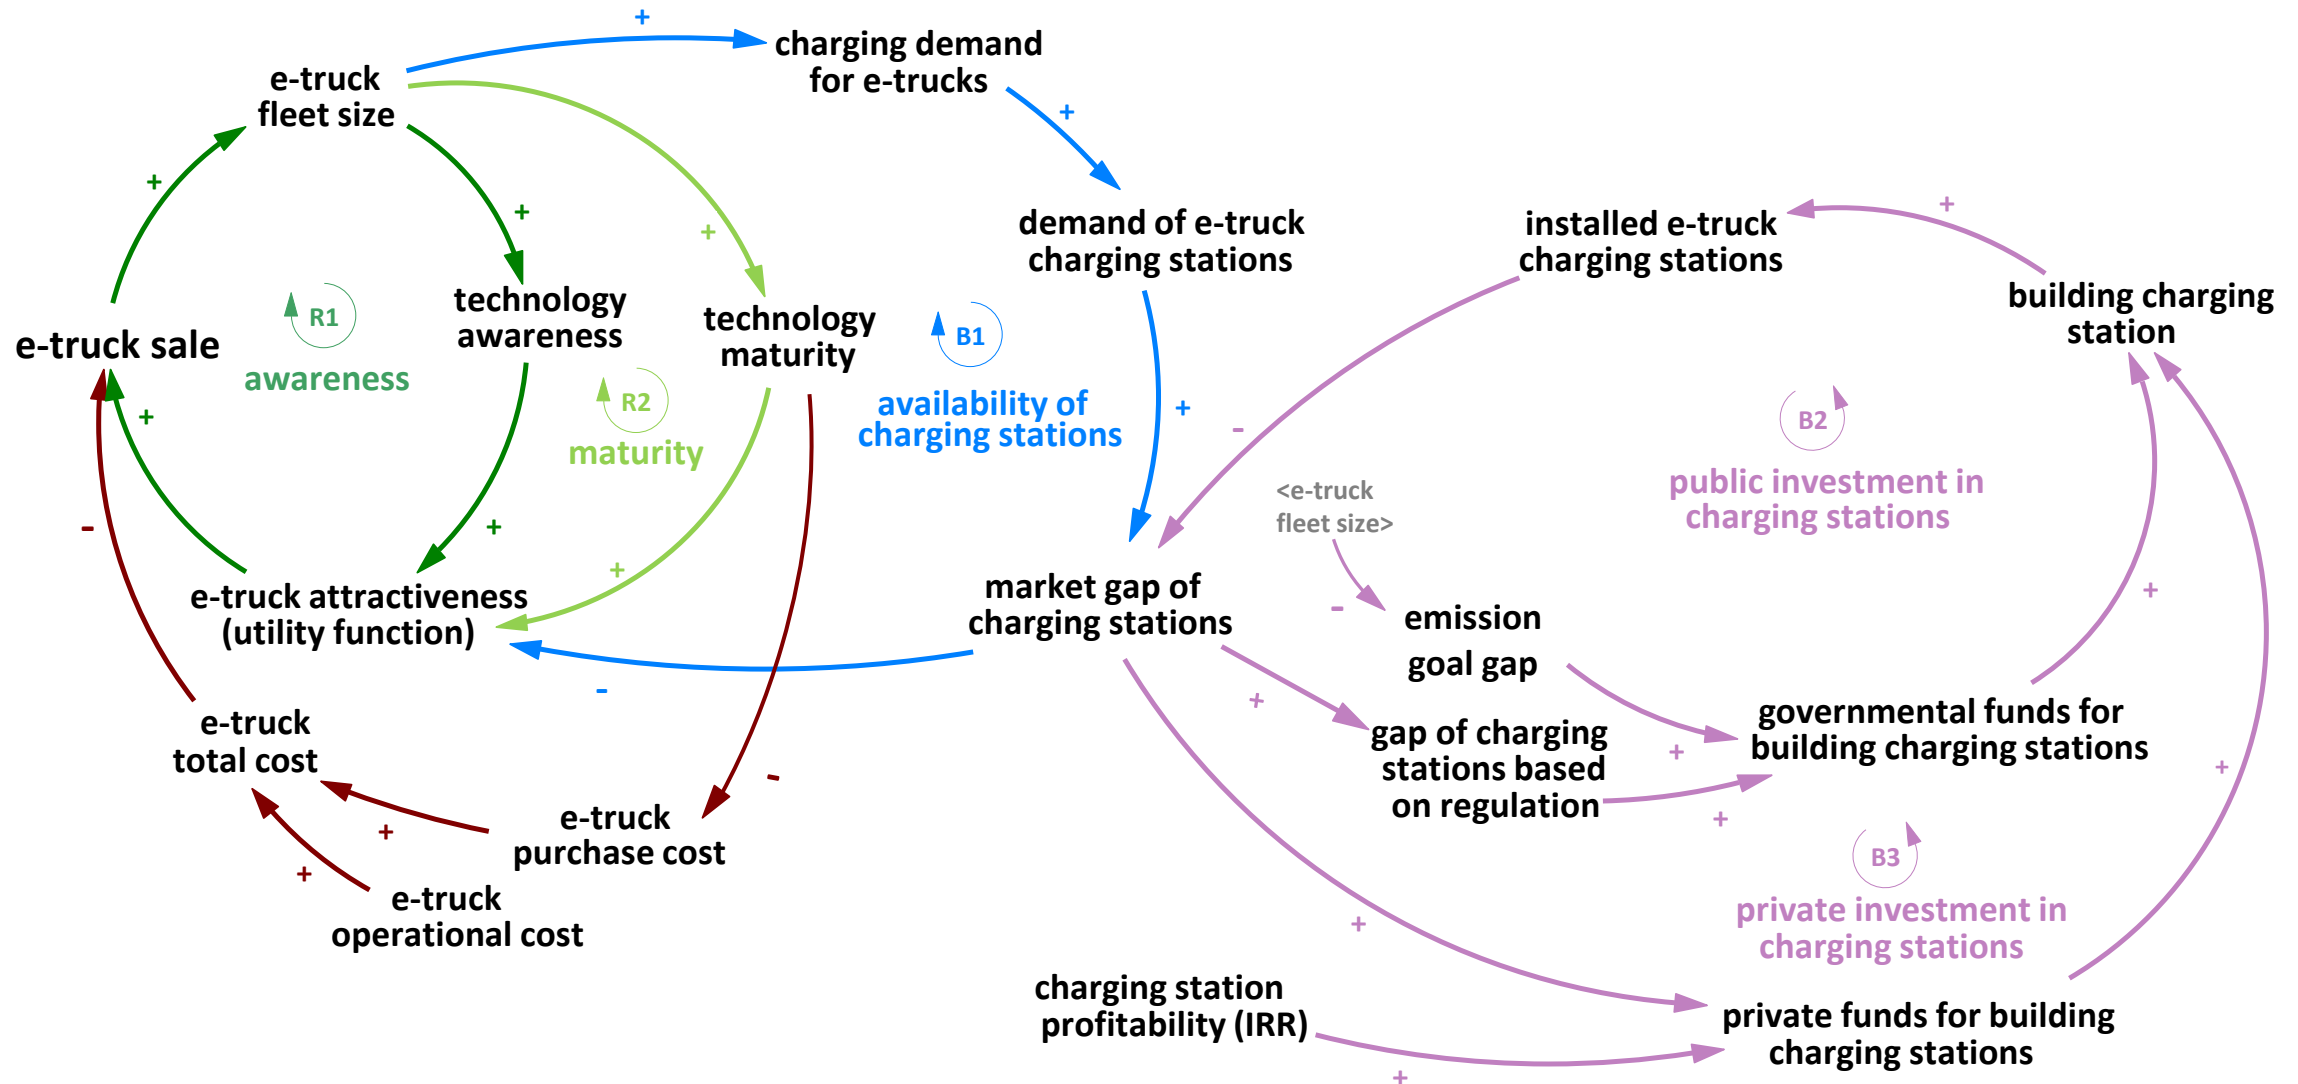 +
charging demand
for e-trucks
e-truck
fleet size
+
+
+
+
+
demand of e-truck
charging stations
installed e-truck
charging stations
+
building charging
station
technology
awareness
technology
maturity
R1
awareness
e-truck sale
B1
availability of
charging stations
R2
maturity
+
+
-
B2
public investment in
charging stations
<e-truck
fleet size>
-
+
+
-
e-truck attractiveness
(utility function)
market gap of
charging stations
-
emission
goal gap
+
-
+
gap of charging
stations based
on regulation
+
+
governmental funds for
building charging stations
+
e-truck
total cost
-
e-truck
purchase cost
+
+
e-truck
operational cost
B3
private investment in
charging stations
+
charging station
profitability (IRR)
+
private funds for building
charging stations